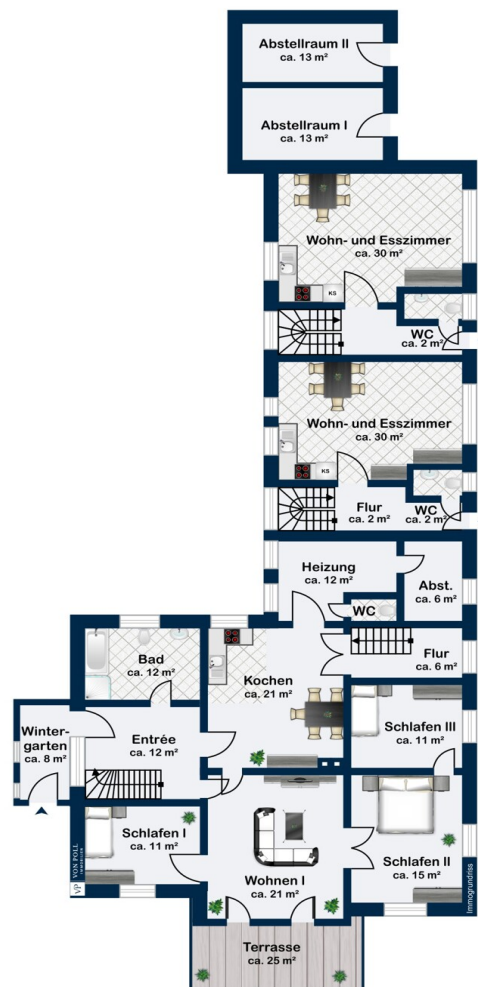 Abstellraum II
ca. 13 m²
Abstellraum I
ca. 13 m²
Wohn- und Esszimmer
ca. 30 m²
KS
WC
ca. 2 m²
Wohn- und Esszimmer
ca. 30 m²
KS
Flur
ca. 2 m²
WC
ca. 2 m²
Heizung
ca. 12 m²
Abst.
ca. 6 m²
WC
Bad
ca. 12 m²
Kochen
ca. 21 m²
Flur
ca. 6 m²
Winter-
garten
ca. 8 m²
Entrée
ca. 12 m²
Schlafen III
ca. 11 m²
Schlafen I
ca. 11 m²
Wohnen I
ca. 21 m²
Schlafen II
ca. 15 m²
VP
VON POLL
IMMOBILIEN
Immogrundriss
Terrasse
ca. 25 m²